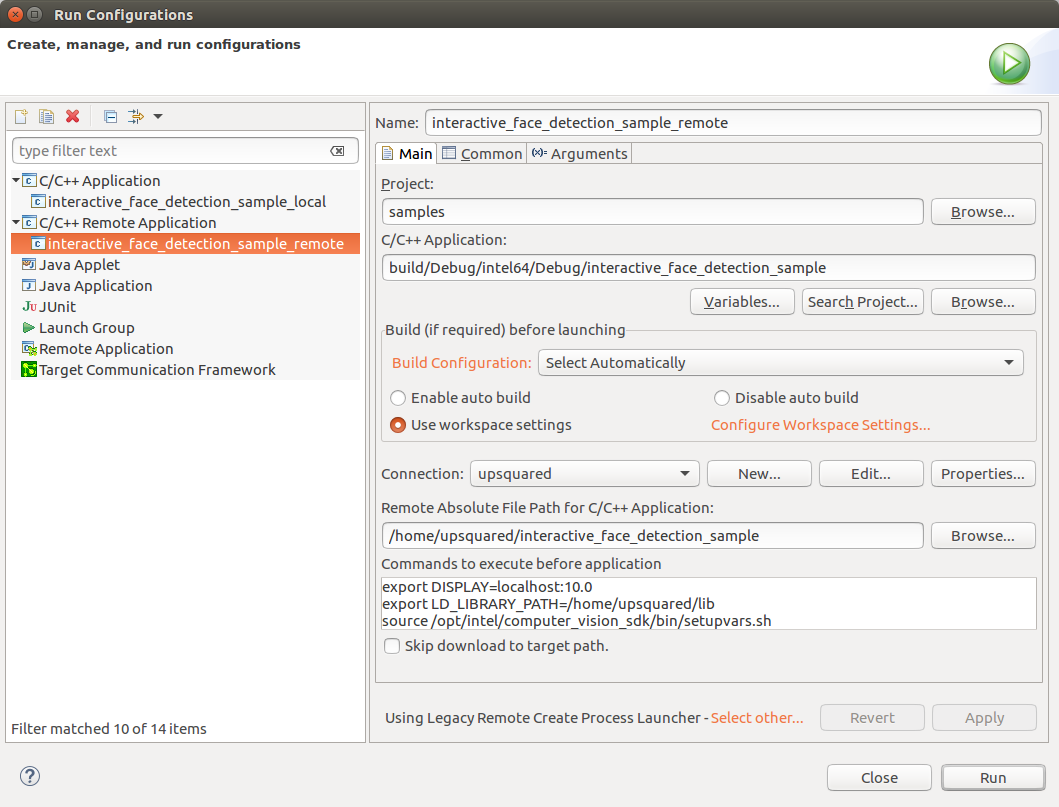 Run Configurations
Create, manage, and run configurations
type filter text
C/C++ Application
interactive_face_detection_sample_local
C/C++ Remote Application
interactive_face_detection_sample_remote
Java Applet
Java Application
JUnit
Launch Group
Remote Application
Target Communication Framework
Filter matched 10 of 14 items
Name: interactive_face_detection_sample_remote
Main Common Arguments
Project:
samples Browse...
C/C++ Application:
build/Debug/intel64/Debug/interactive_face_detection_sample
Variables... Search Project... Browse...
Build (if required) before launching
Build Configuration: Select Automatically
Enable auto build Disable auto build
Use workspace settings Configure Workspace Settings...
Connection: upsquared New... Edit... Properties...
Remote Absolute File Path for C/C++ Application:
/home/upsquared/interactive_face_detection_sample Browse...
Commands to execute before application
export DISPLAY=localhost:10.0
export LD_LIBRARY_PATH=/home/upsquared/lib
source /opt/intel/computer_vision_sdk/bin/setupvars.sh
Skip download to target path.
Using Legacy Remote Create Process Launcher - Select other... Revert Apply
Close Run